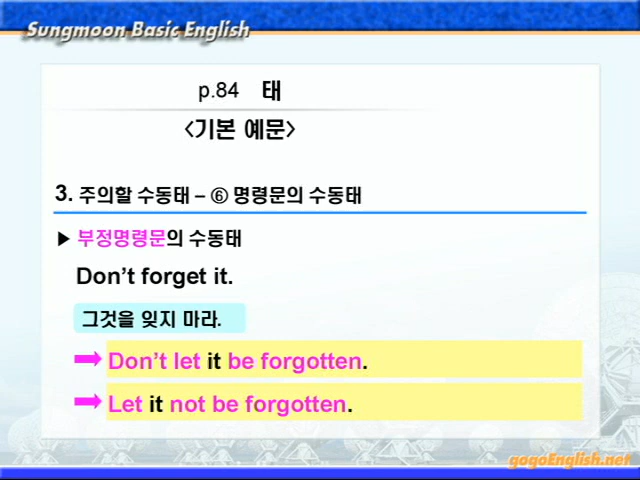 Sungmoon Basic English
p.84 태
<기본 예문>
3. 주의할 수동태 – ⑥ 명령문의 수동태
▶ 부정명령문의 수동태
Don't forget it.
그것을 잊지 마라.
➡ Don't let it be forgotten.
➡ Let it not be forgotten.
gogoEnglish.net